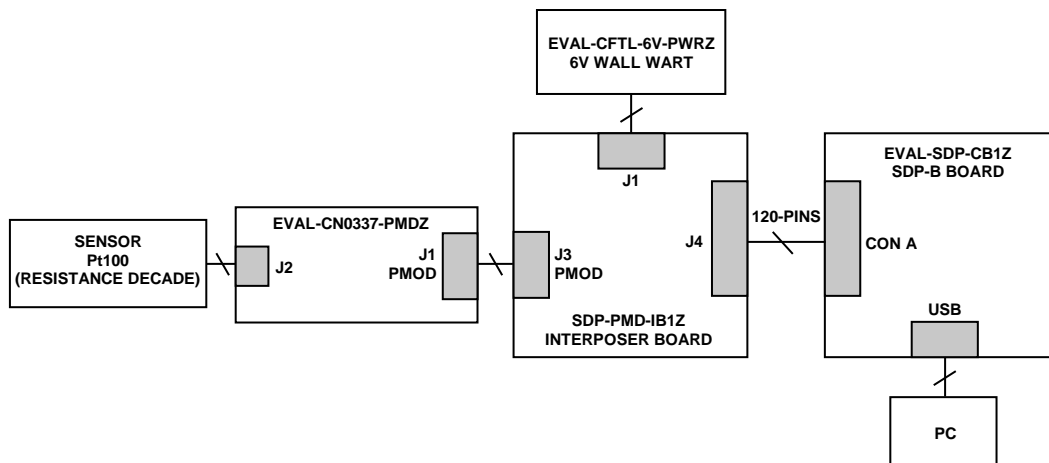 EVAL-CFTL-6V-PWRZ
6V WALL WART
J1
EVAL-SDP-CB1Z
SDP-B BOARD
120-PINS
J4
CON A
EVAL-CN0337-PMDZ
SENSOR
Pt100
(RESISTANCE DECADE)
J2
J1
PMOD
J3
PMOD
SDP-PMD-IB1Z
INTERPOSER BOARD
USB
PC